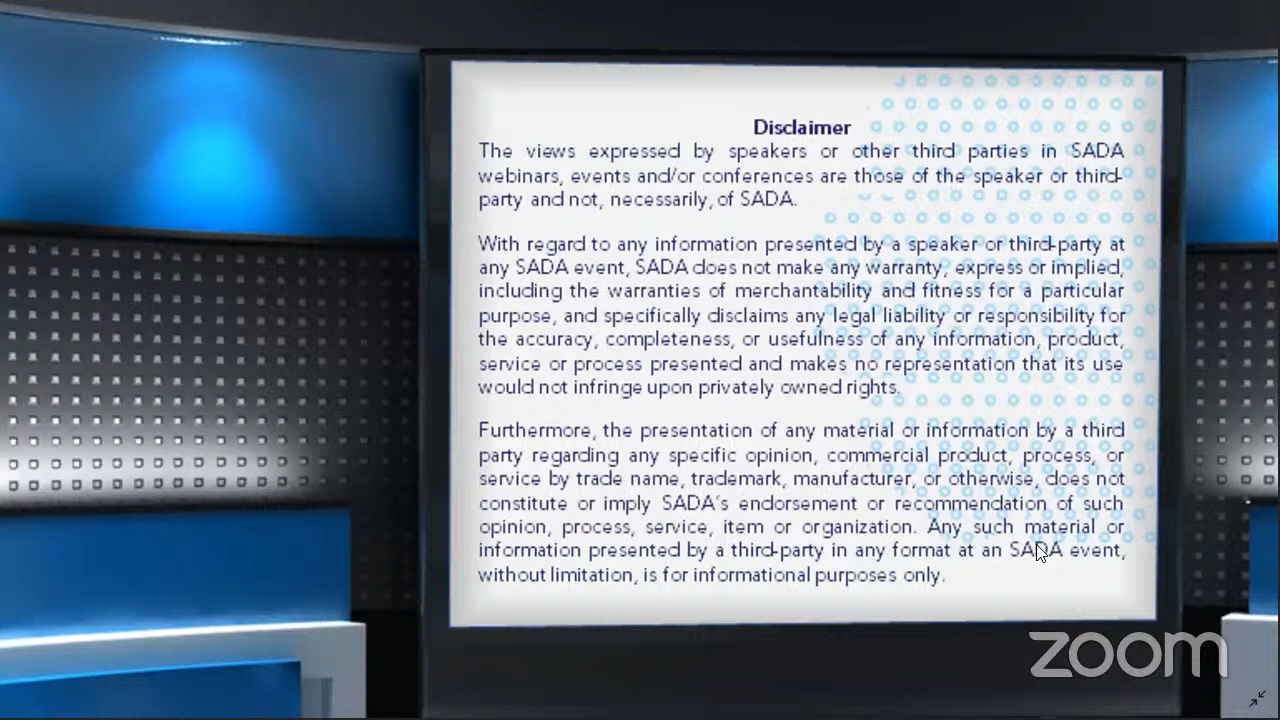 Disclaimer
The views expressed by speakers or other third parties in SADA
webinars, events and/or conferences are those of the speaker or third-
party and not, necessarily, of SADA.
With regard to any information presented by a speaker or third-party at
any SADA event, SADA does not make any warranty, express or implied,
including the warranties of merchantability and fitness for a particular
purpose, and specifically disclaims any legal liability or responsibility for
the accuracy, completeness, or usefulness of any information, product,
service or process presented and makes no representation that its use
would not infringe upon privately owned rights.
Furthermore, the presentation of any material or information by a third
party regarding any specific opinion, commercial product, process, or
service by trade name, trademark, manufacturer, or otherwise, does not
constitute or imply SADA's endorsement or recommendation of such
opinion, process, service, item or organization. Any such material or
information presented by a third-party in any format at an SADA event,
without limitation, is for informational purposes only.
zoom